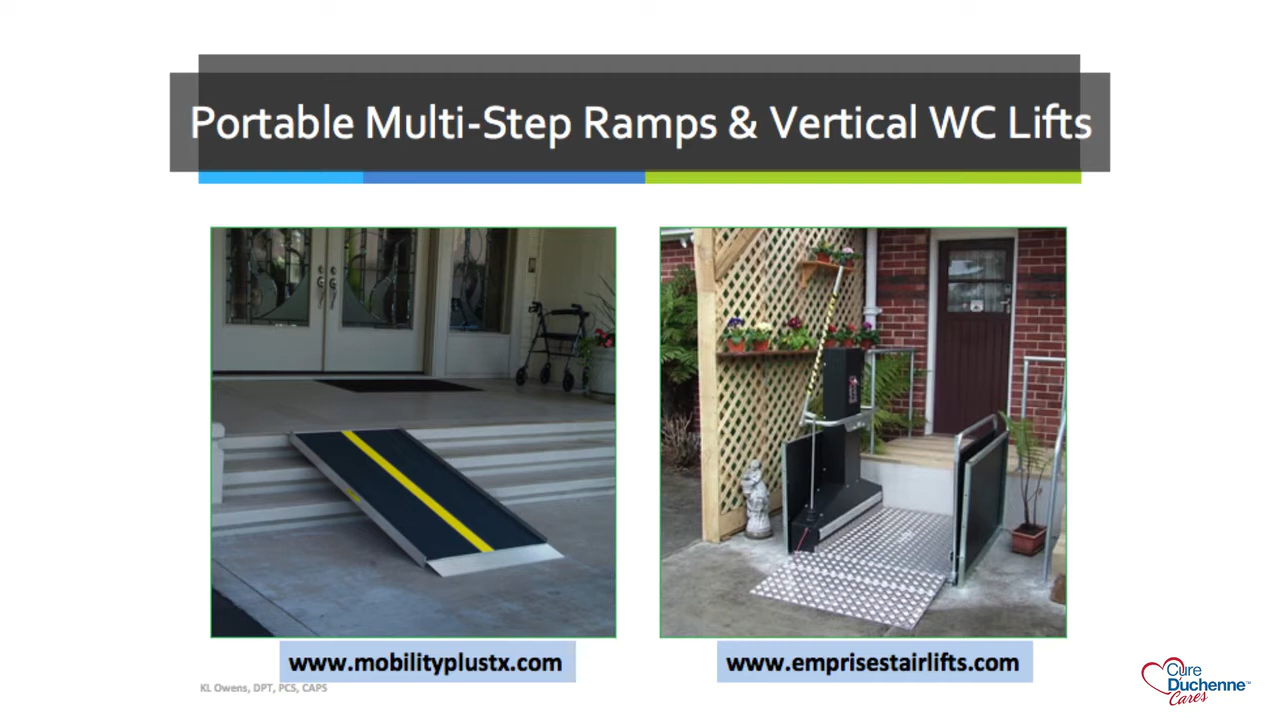 Portable Multi-Step Ramps & Vertical WC Lifts
www.mobilityplustx.com
www.emprisestairlifts.com
KL Owens, DPT, PCS, CAPS
Cure
Duchenne™
Cares